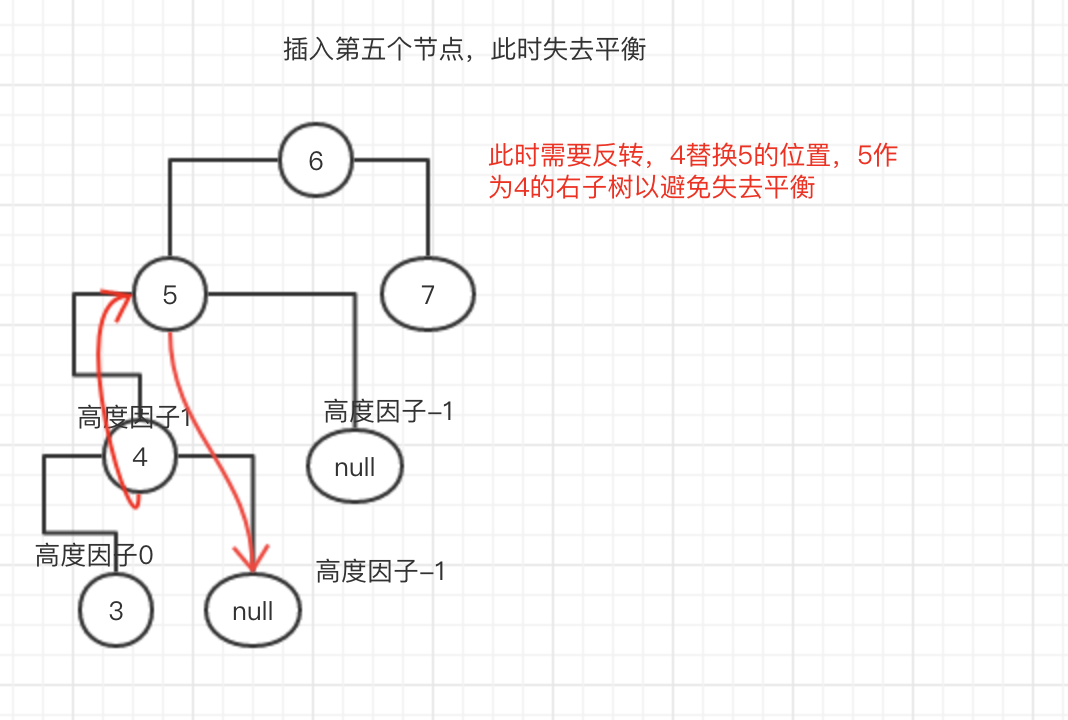 插入第五个节点，此时失去平衡
6
此时需要反转，4替换5的位置，5作
为4的右子树以避免失去平衡
5
7
高度因子1
高度因子-1
4
null
高度因子0
高度因子-1
3
null